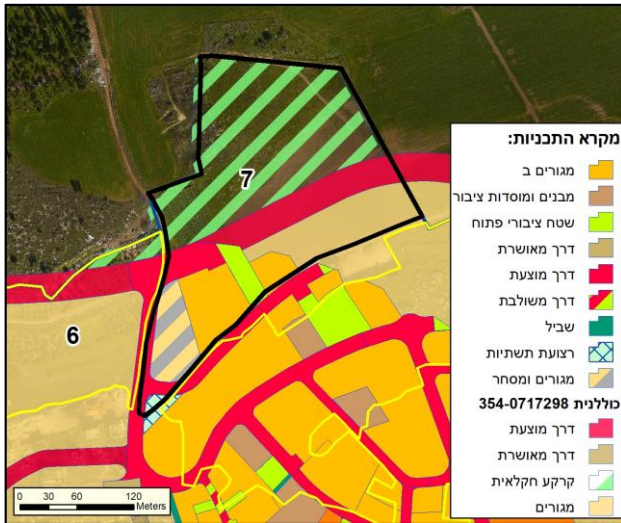 7
6
מקרא התכניות:
מגורים ב
מבנים ומוסדות ציבור
שטח ציבורי פתוח
דרך מאושרת
דרך מוצעת
דרך משולבת
שביל
רצועת תשתיות
מגורים ומסחר
כוללנית 354-0717298
דרך מוצעת
דרך מאושרת
קרקע חקלאית
מגורים
0 30 60 120
Meters